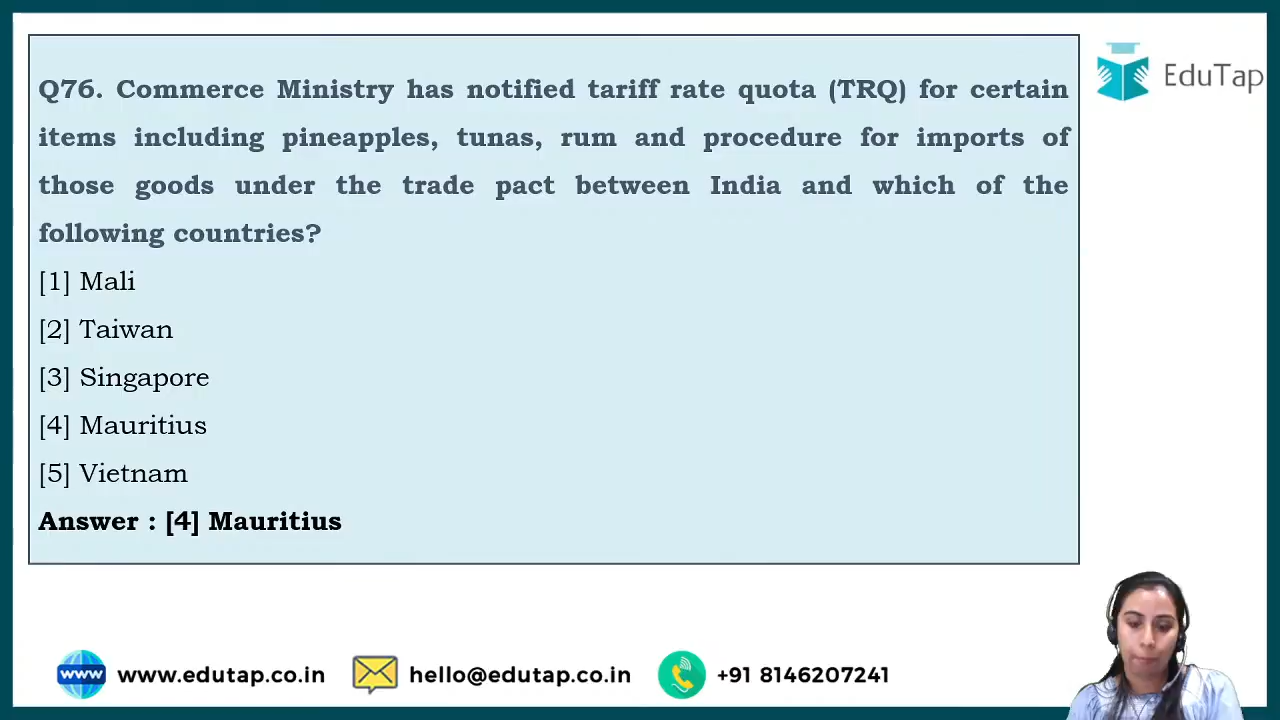 Q76. Commerce Ministry has notified tariff rate quota (TRQ) for certain
items including pineapples, tunas, rum and procedure for imports of
those goods under the trade pact between India and which of the
following countries?
[1] Mali
[2] Taiwan
[3] Singapore
[4] Mauritius
[5] Vietnam
Answer : [4] Mauritius
EduTap
www www.edutap.co.in hello@edutap.co.in +91 8146207241